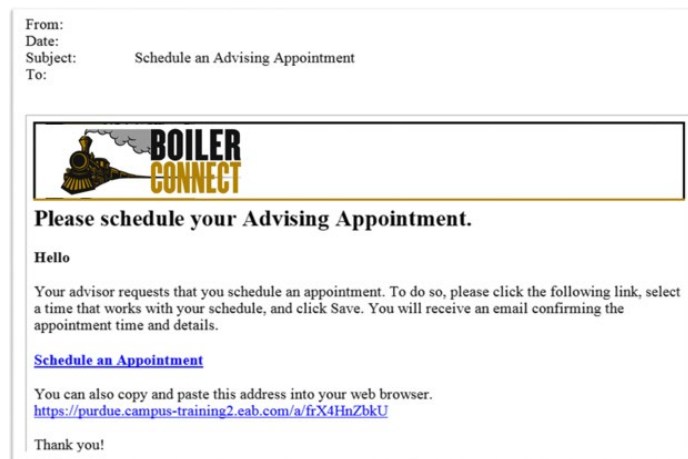 From:
Date:
Subject: Schedule an Advising Appointment
To:
BOILER
CONNECT
Please schedule your Advising Appointment.
Hello
Your advisor requests that you schedule an appointment. To do so, please click the following link, select
a time that works with your schedule, and click Save. You will receive an email confirming the
appointment time and details.
Schedule an Appointment
You can also copy and paste this address into your web browser.
https://purdue.campus-training2.eab.com/a/frX4HnZbkU
Thank you!